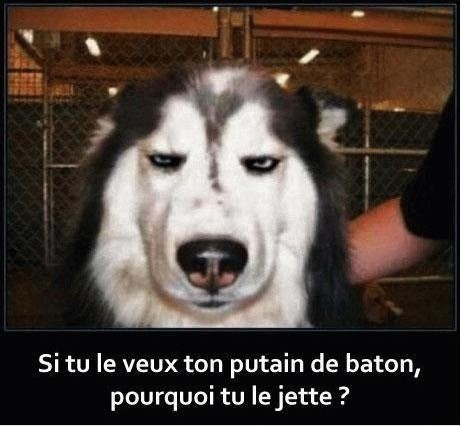 Si tu le veux ton putain de baton,
pourquoi tu le jette ?